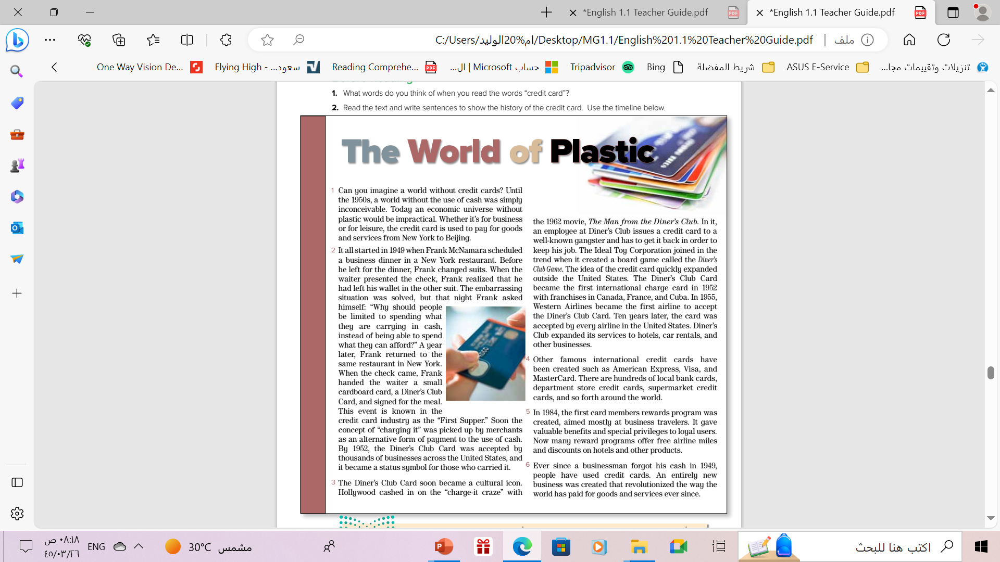 *English 1.1 Teacher Guide.pdf
*English 1.1 Teacher Guide.pdf
C:/Users/ام%20الوليد/Desktop/MG1.1/English%201.1%20Teacher%20Guide.pdf
ملف
One Way Vision De...
Flying High - سعود...
Reading Comprehe...
حساب Microsoft | ال...
Tripadvisor
Bing
شريط المفضلة
ASUS E-Service
تنزيلات وتقييمات مجا...
1. What words do you think of when you read the words “credit card”?
2. Read the text and write sentences to show the history of the credit card. Use the timeline below.
The World of Plastic
1 Can you imagine a world without credit cards? Until
the 1950s, a world without the use of cash was simply
inconceivable. Today an economic universe without
plastic would be impractical. Whether it’s for business
or for leisure, the credit card is used to pay for goods
and services from New York to Beijing.
2 It all started in 1949 when Frank McNamara scheduled
a business dinner in a New York restaurant. Before
he left for the dinner, Frank changed suits. When the
waiter presented the check, Frank realized that he
had left his wallet in the other suit. The embarrassing
situation was solved, but that night Frank asked
himself: “Why should people
be limited to spending what
they are carrying in cash,
instead of being able to spend
what they can afford?” A year
later, Frank returned to the
same restaurant in New York.
When the check came, Frank
handed the waiter a small
cardboard card, a Diner’s Club
Card, and signed for the meal.
This event is known in the
credit card industry as the “First Supper.” Soon the
concept of “charging it” was picked up by merchants
as an alternative form of payment to the use of cash.
By 1952, the Diner’s Club Card was accepted by
thousands of businesses across the United States, and
it became a status symbol for those who carried it.
3 The Diner’s Club Card soon became a cultural icon.
Hollywood cashed in on the “charge-it craze” with
the 1962 movie, The Man from the Diner’s Club. In it,
an employee at Diner’s Club issues a credit card to a
well-known gangster and has to get it back in order to
keep his job. The Ideal Toy Corporation joined in the
trend when it created a board game called the Diner’s
Club Game. The idea of the credit card quickly expanded
outside the United States. The Diner’s Club Card
became the first international charge card in 1952
with franchises in Canada, France, and Cuba. In 1955,
Western Airlines became the first airline to accept
the Diner’s Club Card. Ten years later, the card was
accepted by every airline in the United States. Diner’s
Club expanded its services to hotels, car rentals, and
other businesses.
4 Other famous international credit cards have
been created such as American Express, Visa, and
MasterCard. There are hundreds of local bank cards,
department store credit cards, supermarket credit
cards, and so forth around the world.
5 In 1984, the first card members rewards program was
created, aimed mostly at business travelers. It gave
valuable benefits and special privileges to loyal users.
Now many reward programs offer free airline miles
and discounts on hotels and other products.
6 Ever since a businessman forgot his cash in 1949,
people have used credit cards. An entirely new
business was created that revolutionized the way the
world has paid for goods and services ever since.
٠٨:١٨ ص
٤٥/٠٣/٢٦
ENG
30°C مشمس
اكتب هنا للبحث